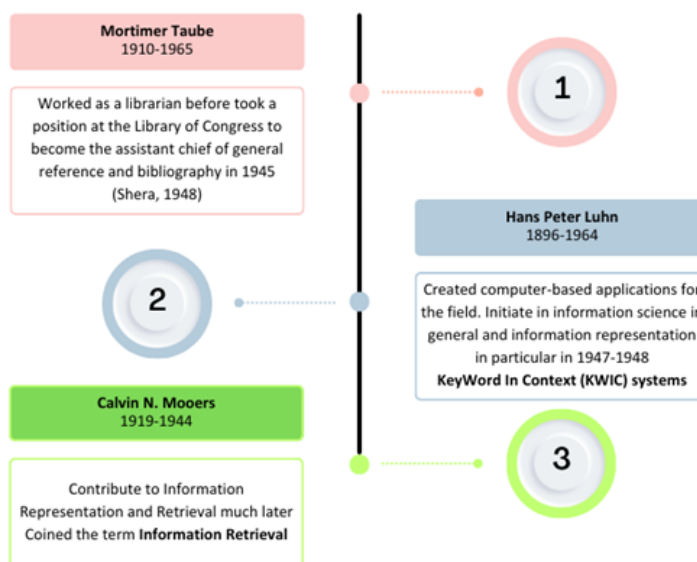 Mortimer Taube
1910-1965
1
Worked as a librarian before took a
position at the Library of Congress to
become the assistant chief of general
reference and bibliography in 1945
(Shera, 1948)
Hans Peter Luhn
1896-1964
2
Created computer-based applications for
the field. Initiate in information science in
general and information representation
in particular in 1947-1948
KeyWord In Context (KWIC) systems
Calvin N. Mooers
1919-1944
3
Contribute to Information
Representation and Retrieval much later
Coined the term Information Retrieval